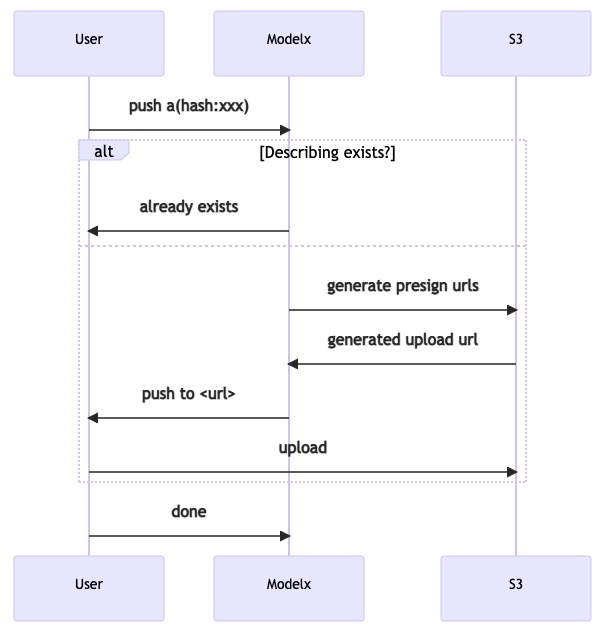 User
Modelx
S3
push a(hash:xxx)
alt
[Describing exists?]
already exists
generate presign urls
generated upload url
push to <url>
upload
done
User
Modelx
S3